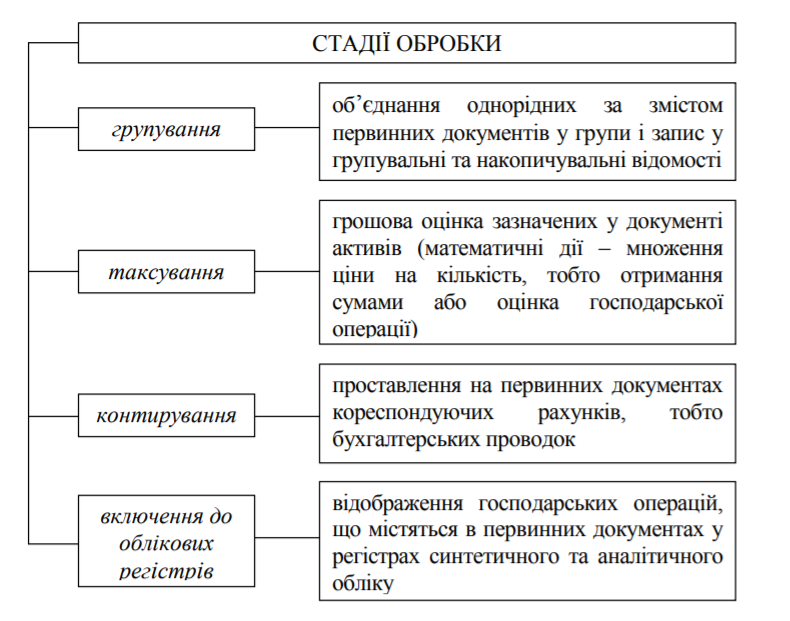 СТАДІЇ ОБРОБКИ
групування
об’єднання однорідних за змістом
первинних документів у групи і запис у
групувальні та накопичувальні відомості
таксування
грошова оцінка зазначених у документі
активів (математичні дії – множення
ціни на кількість, тобто отримання
сумами або оцінка господарської
операції)
контирування
проставлення на первинних документах
кореспондуючих рахунків, тобто
бухгалтерських проводок
включення до
облікових
регістрів
відображення господарських операцій,
що містяться в первинних документах у
регістрах синтетичного та аналітичного
обліку